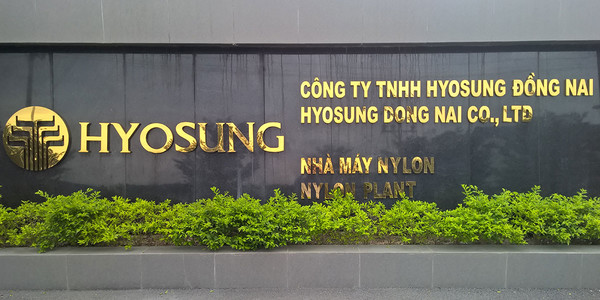 HYOSUNG
CÔNG TY TNHH HYOSUNG ĐỒNG NAI
HYOSUNG DONG NAI CO., LTD
NHÀ MÁY NYLON
NYLON PLANT